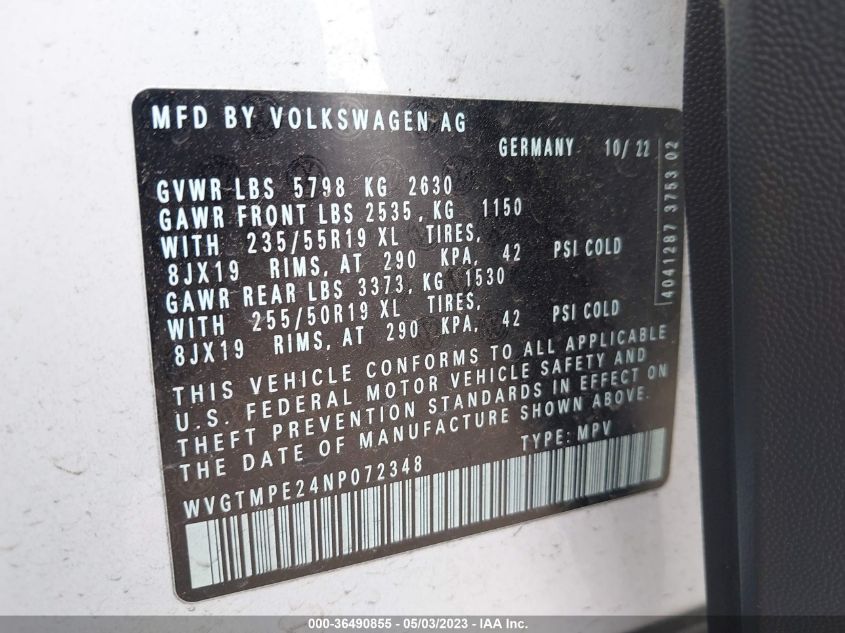 MFD BY VOLKSWAGEN AG
GERMANY 10/ 22
GVWR LBS 5798 KG 2630
GAWR FRONT LBS 2535, KG 1150
WITH 235/55R19 XL TIRES,
8JX19 RIMS, AT 290 KPA, 42 PSI COLD
GAWR REAR LBS 3373, KG 1530
WITH 255/50R19 XL TIRES,
8JX19 RIMS, AT 290 KPA, 42 PSI COLD
THIS VEHICLE CONFORMS TO ALL APPLICABLE
U.S. FEDERAL MOTOR VEHICLE SAFETY AND
THEFT PREVENTION STANDARDS IN EFFECT ON
THE DATE OF MANUFACTURE SHOWN ABOVE.
TYPE: MPV
WVGTMPE24NP072348
4041287 3753 02
000-36490855 - 05/03/2023 - © IAA Inc.